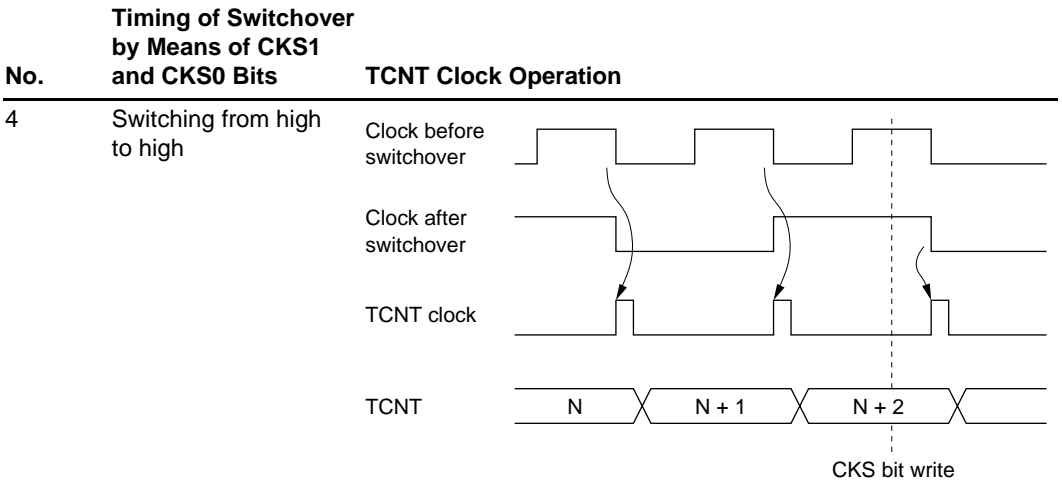 No.
Timing of Switchover
by Means of CKS1
and CKS0 Bits
TCNT Clock Operation
4
Switching from high
to high
Clock before
switchover
Clock after
switchover
TCNT clock
TCNT
N
N + 1
N + 2
CKS bit write